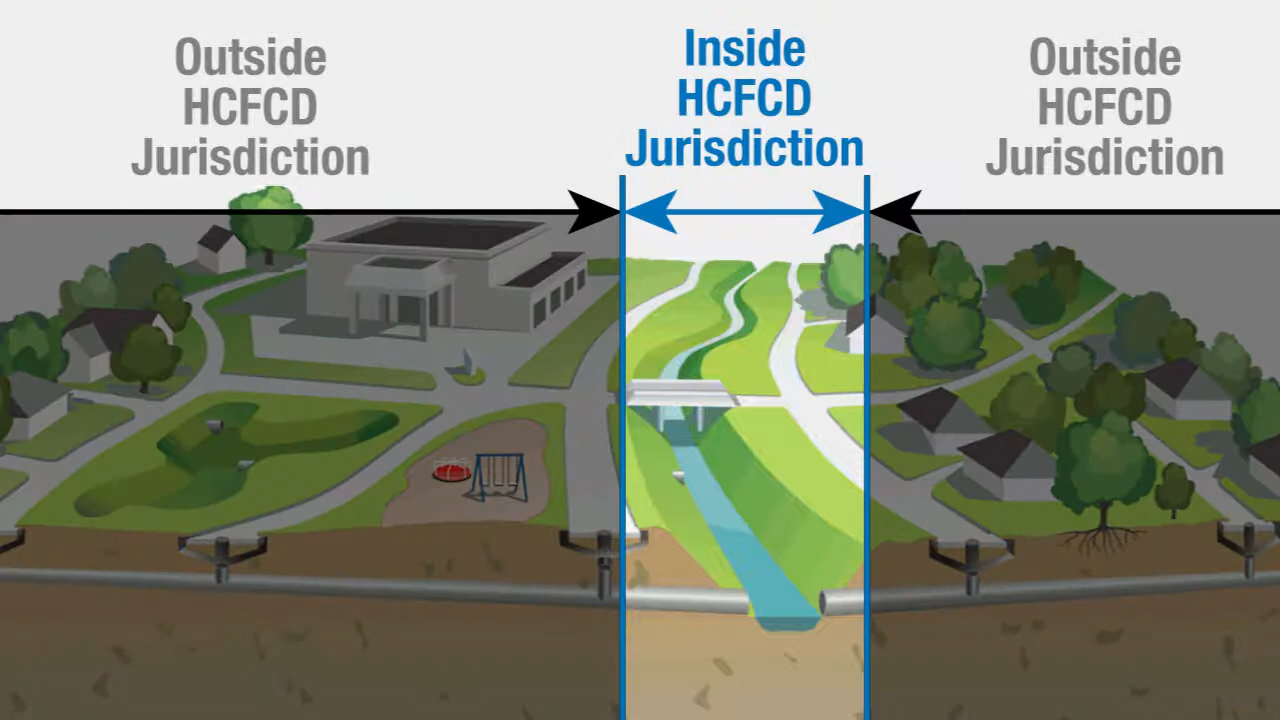 Outside
HCFCD
Jurisdiction
Inside
HCFCD
Jurisdiction
Outside
HCFCD
Jurisdiction